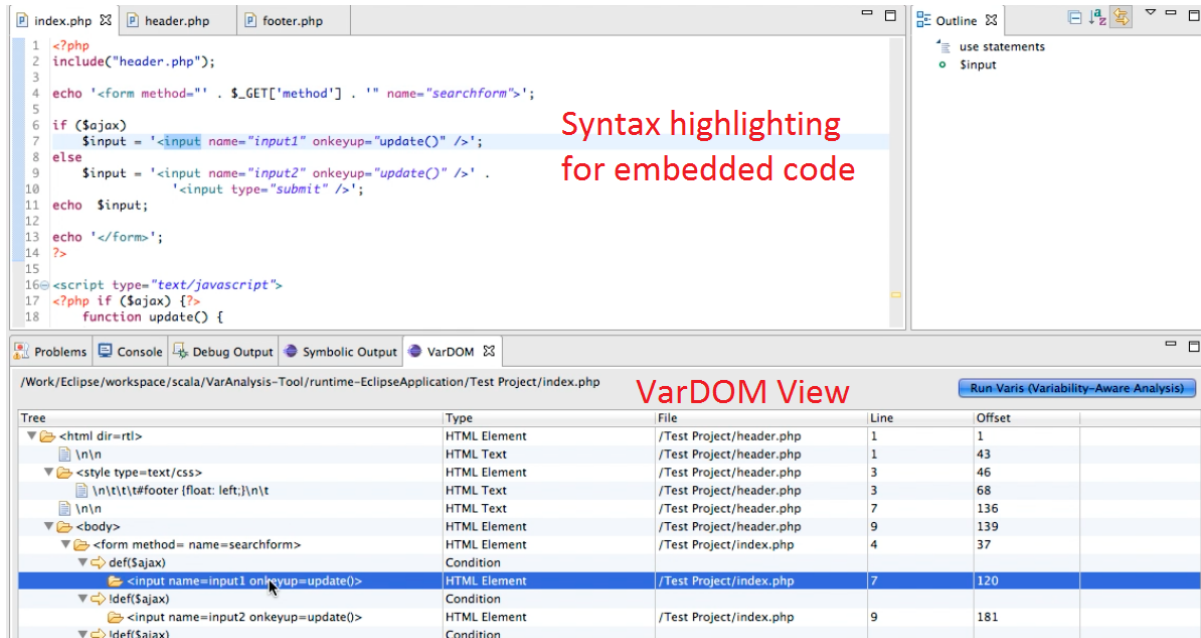 index.php header.php footer.php Outline
1 <?php
2 include("header.php");
3
4 echo '<form method="' . $_GET['method'] . '" name="searchform">';
5
6 if ($ajax)
7 $input = '<input name="input1" onkeyup="update()" />';
8 else
9 $input = '<input name="input2" onkeyup="update()" />' .
10 '<input type="submit" />';
11 echo $input;
12
13 echo '</form>';
14 ?>
15
16 <script type="text/javascript">
17 <?php if ($ajax) {?>
18 function update() {
Syntax highlighting
for embedded code
use statements
$input
Problems Console Debug Output Symbolic Output VarDOM
/Work/Eclipse/workspace/scala/VarAnalysis-Tool/runtime-EclipseApplication/Test Project/index.php
VarDOM View
Run Varis (Variability-Aware Analysis)
Tree Type File Line Offset
<html dir=rtl> HTML Element /Test Project/header.php 1 1
\n\n HTML Text /Test Project/header.php 1 43
<style type=text/css> HTML Element /Test Project/header.php 3 46
\n\t\t\t#footer {float: left;}\n\t HTML Text /Test Project/header.php 3 68
\n\n HTML Text /Test Project/header.php 7 136
<body> HTML Element /Test Project/header.php 9 139
<form method= name=searchform> HTML Element /Test Project/index.php 4 37
def($ajax) Condition
<input name=input1 onkeyup=update()> HTML Element /Test Project/index.php 7 120
!def($ajax) Condition
<input name=input2 onkeyup=update()> HTML Element /Test Project/index.php 9 181
!def($ajax) Condition